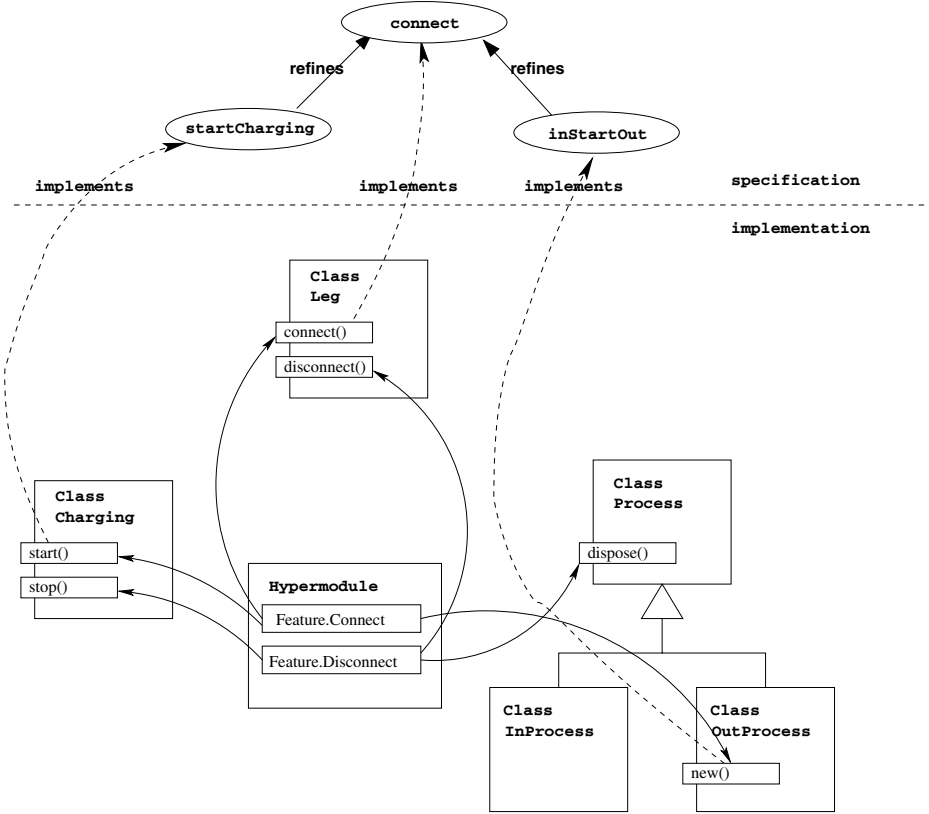 connect
refines
refines
startCharging
inStartOut
implements
implements
implements
specification
implementation
Class
Leg
connect()
disconnect()
Class
Charging
start()
stop()
Class
Process
dispose()
Hypermodule
Feature.Connect
Feature.Disconnect
Class
InProcess
Class
OutProcess
new()